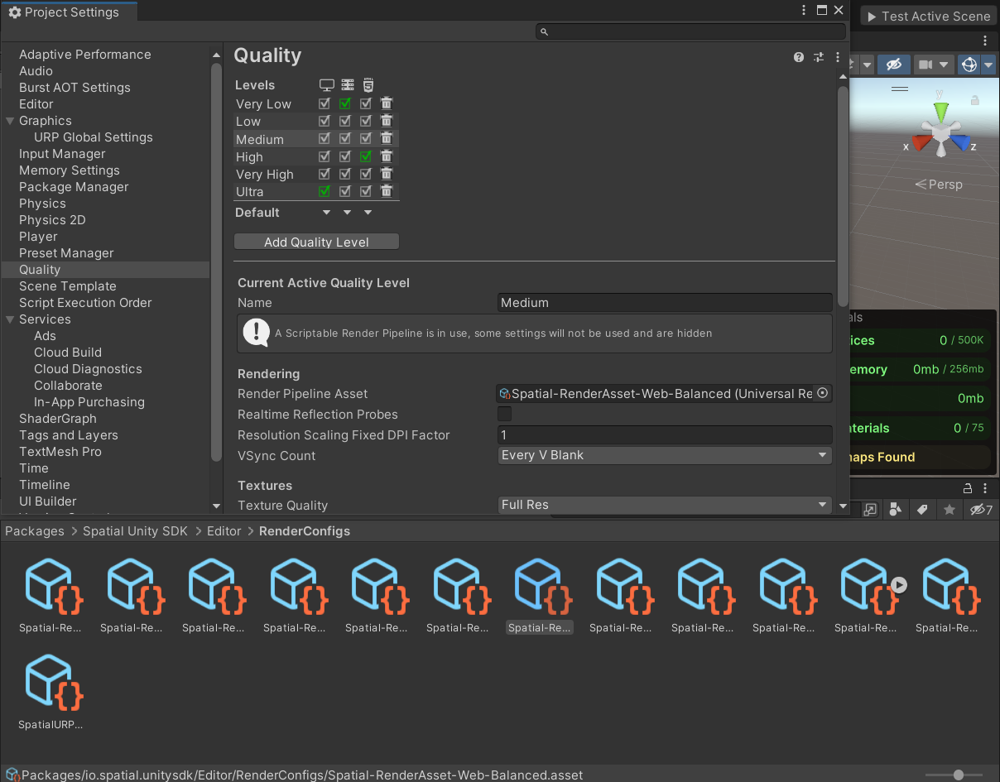 Project Settings
Test Active Scene
Adaptive Performance
Audio
Burst AOT Settings
Editor
Graphics
URP Global Settings
Input Manager
Memory Settings
Package Manager
Physics
Physics 2D
Player
Preset Manager
Quality
Scene Template
Script Execution Order
Services
Ads
Cloud Build
Cloud Diagnostics
Collaborate
In-App Purchasing
ShaderGraph
Tags and Layers
TextMesh Pro
Time
Timeline
UI Builder
Quality
Levels
Very Low
Low
Medium
High
Very High
Ultra
Default
Add Quality Level
Current Active Quality Level
Name Medium
A Scriptable Render Pipeline is in use, some settings will not be used and are hidden
Rendering
Render Pipeline Asset Spatial-RenderAsset-Web-Balanced (Universal Re
Realtime Reflection Probes
Resolution Scaling Fixed DPI Factor 1
VSync Count Every V Blank
Textures
Texture Quality Full Res
y
x
z
Persp
als
ices 0 / 500K
emory 0mb / 256mb
0mb
terials 0 / 75
naps Found
7
Packages > Spatial Unity SDK > Editor > RenderConfigs
Spatial-Re... Spatial-Re... Spatial-Re... Spatial-Re... Spatial-Re... Spatial-Re... Spatial-Re... Spatial-Re... Spatial-Re... Spatial-Re... Spatial-Re... Spatial-Re...
SpatialURP...
Packages/io.spatial.unitysdk/Editor/RenderConfigs/Spatial-RenderAsset-Web-Balanced.asset